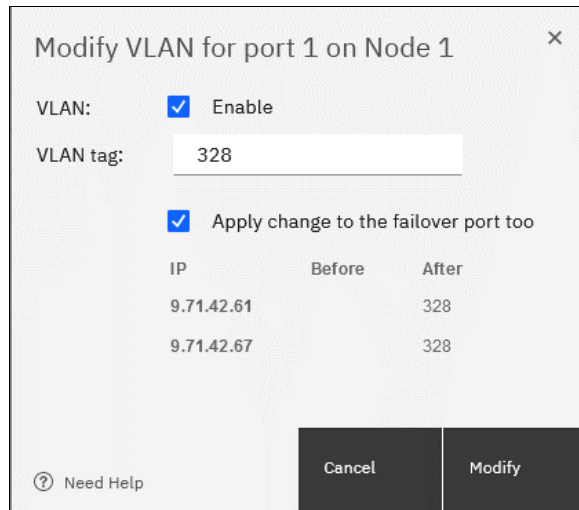 Modify VLAN for port 1 on Node 1
VLAN: Enable
VLAN tag: 328
Apply change to the failover port too
IP Before After
9.71.42.61 328
9.71.42.67 328
Need Help Cancel Modify